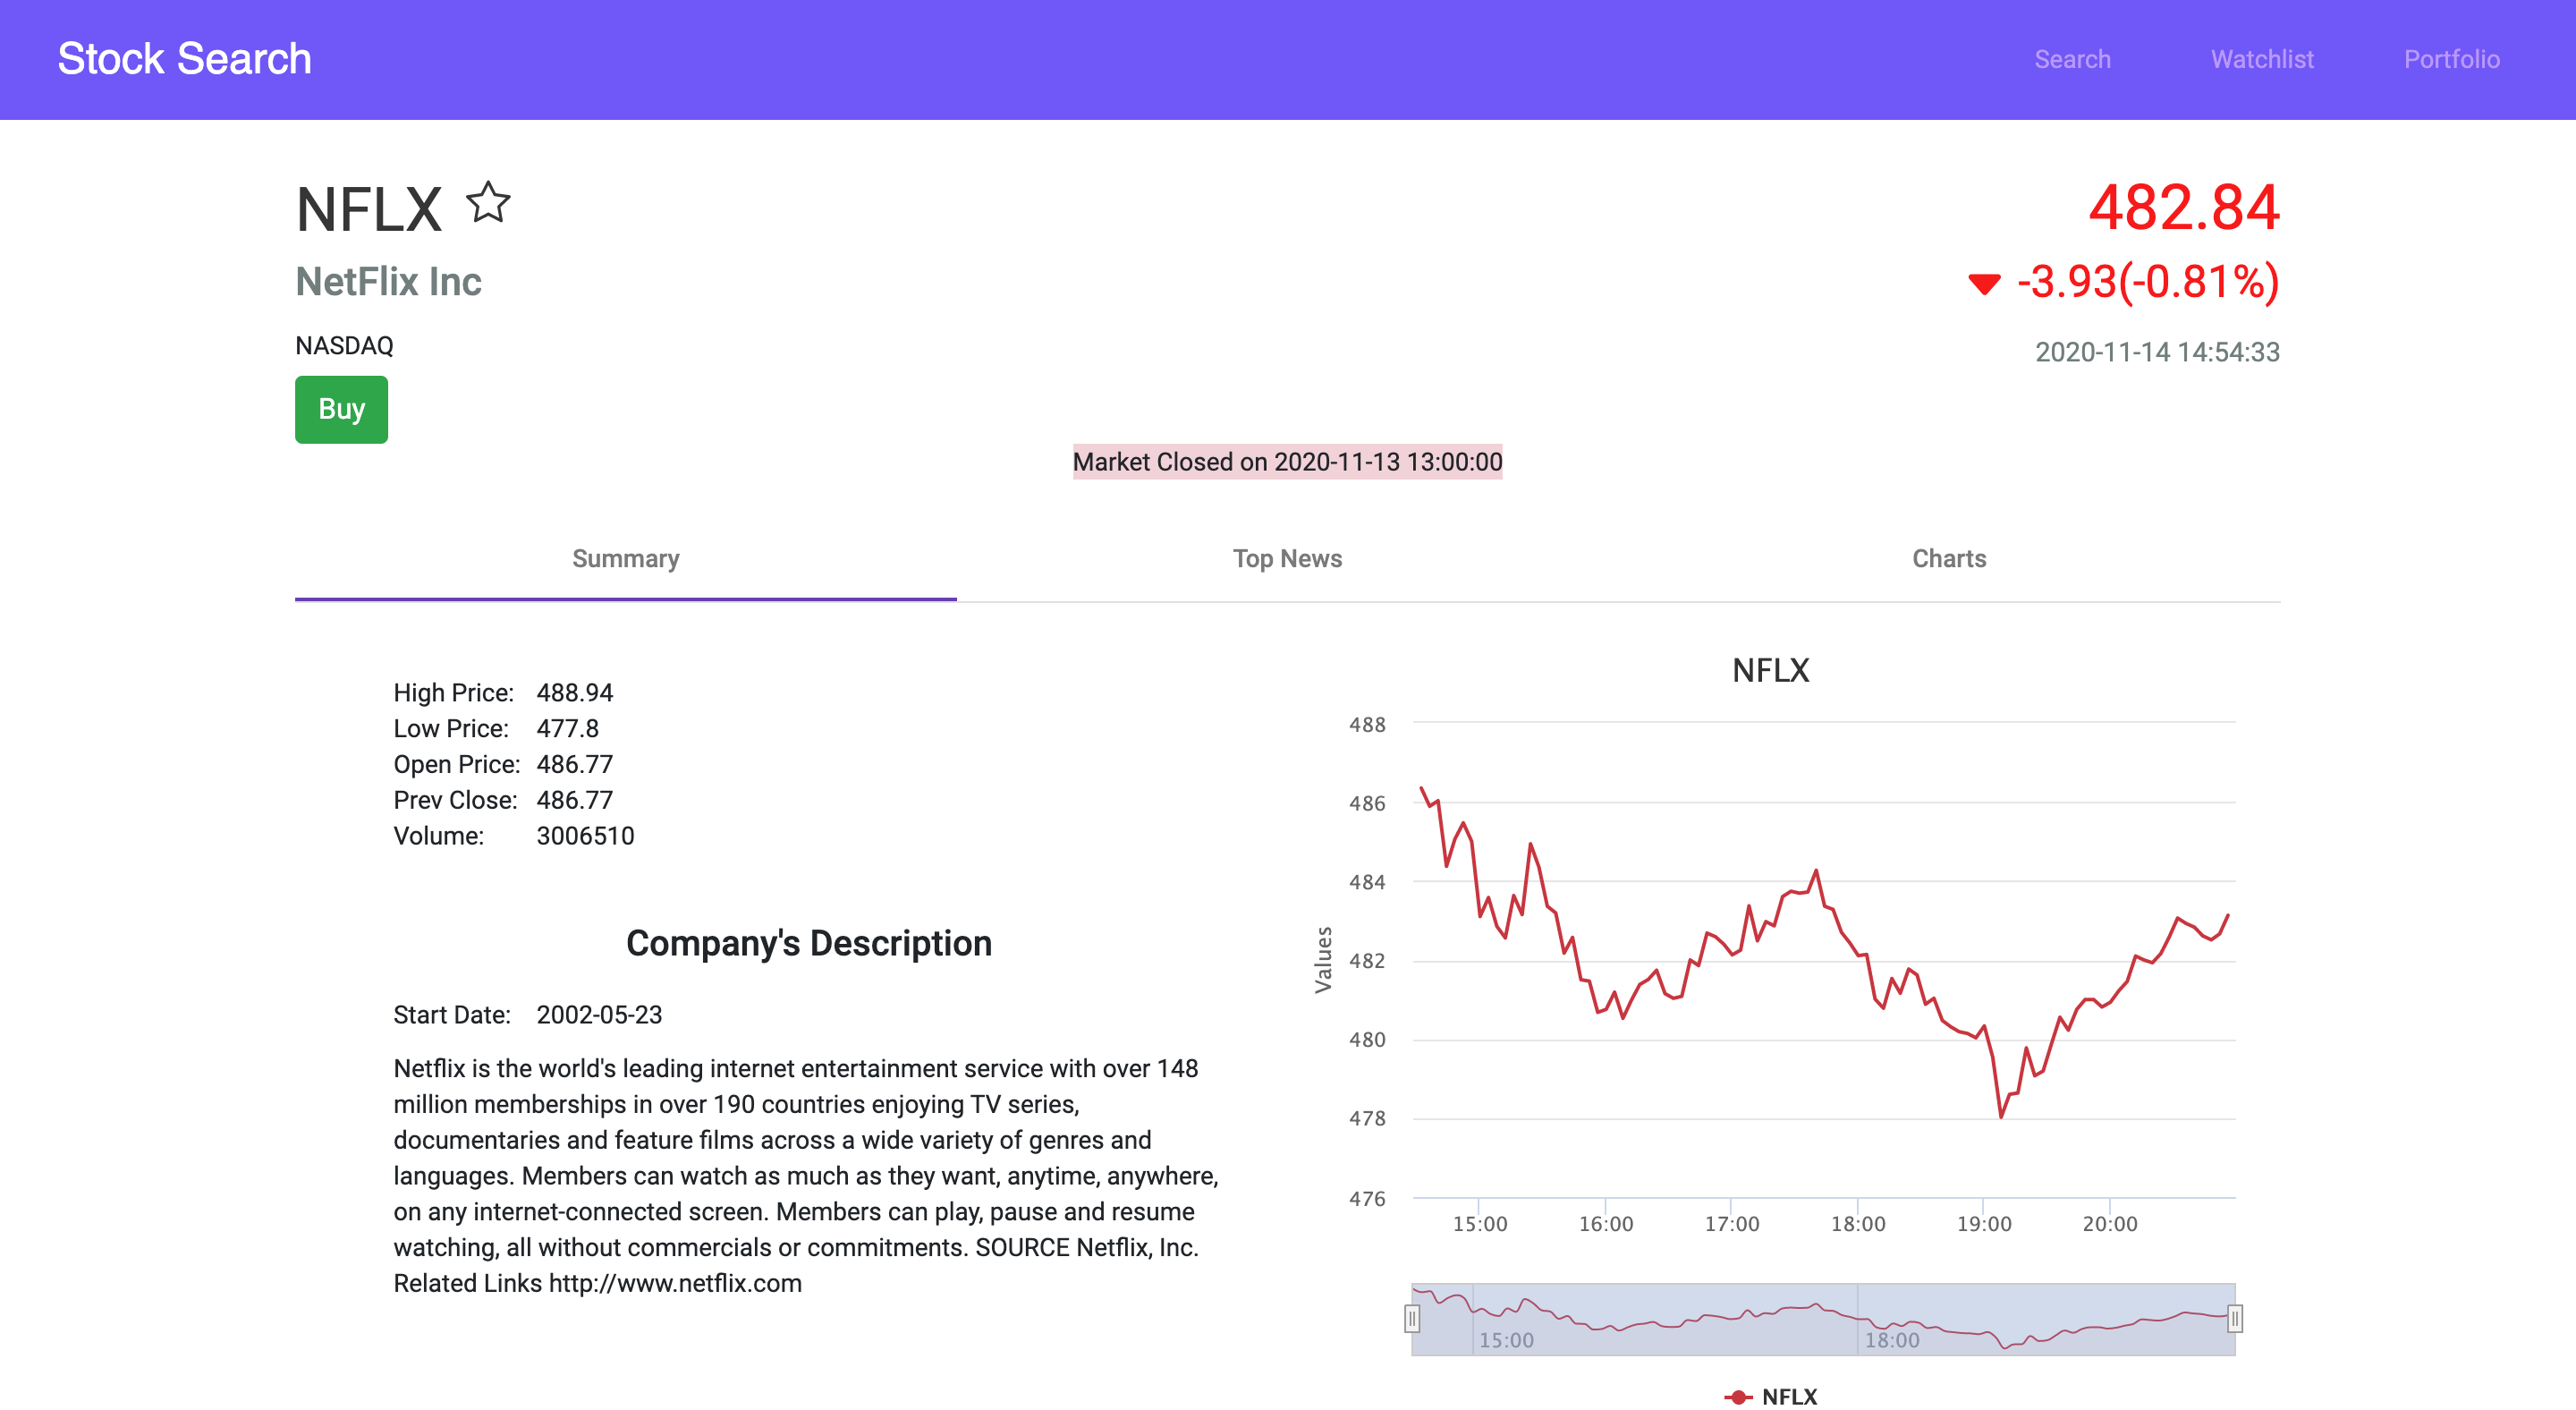 Stock Search
Search
Watchlist
Portfolio
NFLX
NetFlix Inc
NASDAQ
Buy
482.84
-3.93(-0.81%)
2020-11-14 14:54:33
Market Closed on 2020-11-13 13:00:00
Summary
Top News
Charts
High Price: 488.94
Low Price: 477.8
Open Price: 486.77
Prev Close: 486.77
Volume: 3006510
Company's Description
Start Date: 2002-05-23
Netflix is the world's leading internet entertainment service with over 148
million memberships in over 190 countries enjoying TV series,
documentaries and feature films across a wide variety of genres and
languages. Members can watch as much as they want, anytime, anywhere,
on any internet-connected screen. Members can play, pause and resume
watching, all without commercials or commitments. SOURCE Netflix, Inc.
Related Links http://www.netflix.com
NFLX
Values
488
486
484
482
480
478
476
15:00
16:00
17:00
18:00
19:00
20:00
15:00
18:00
NFLX